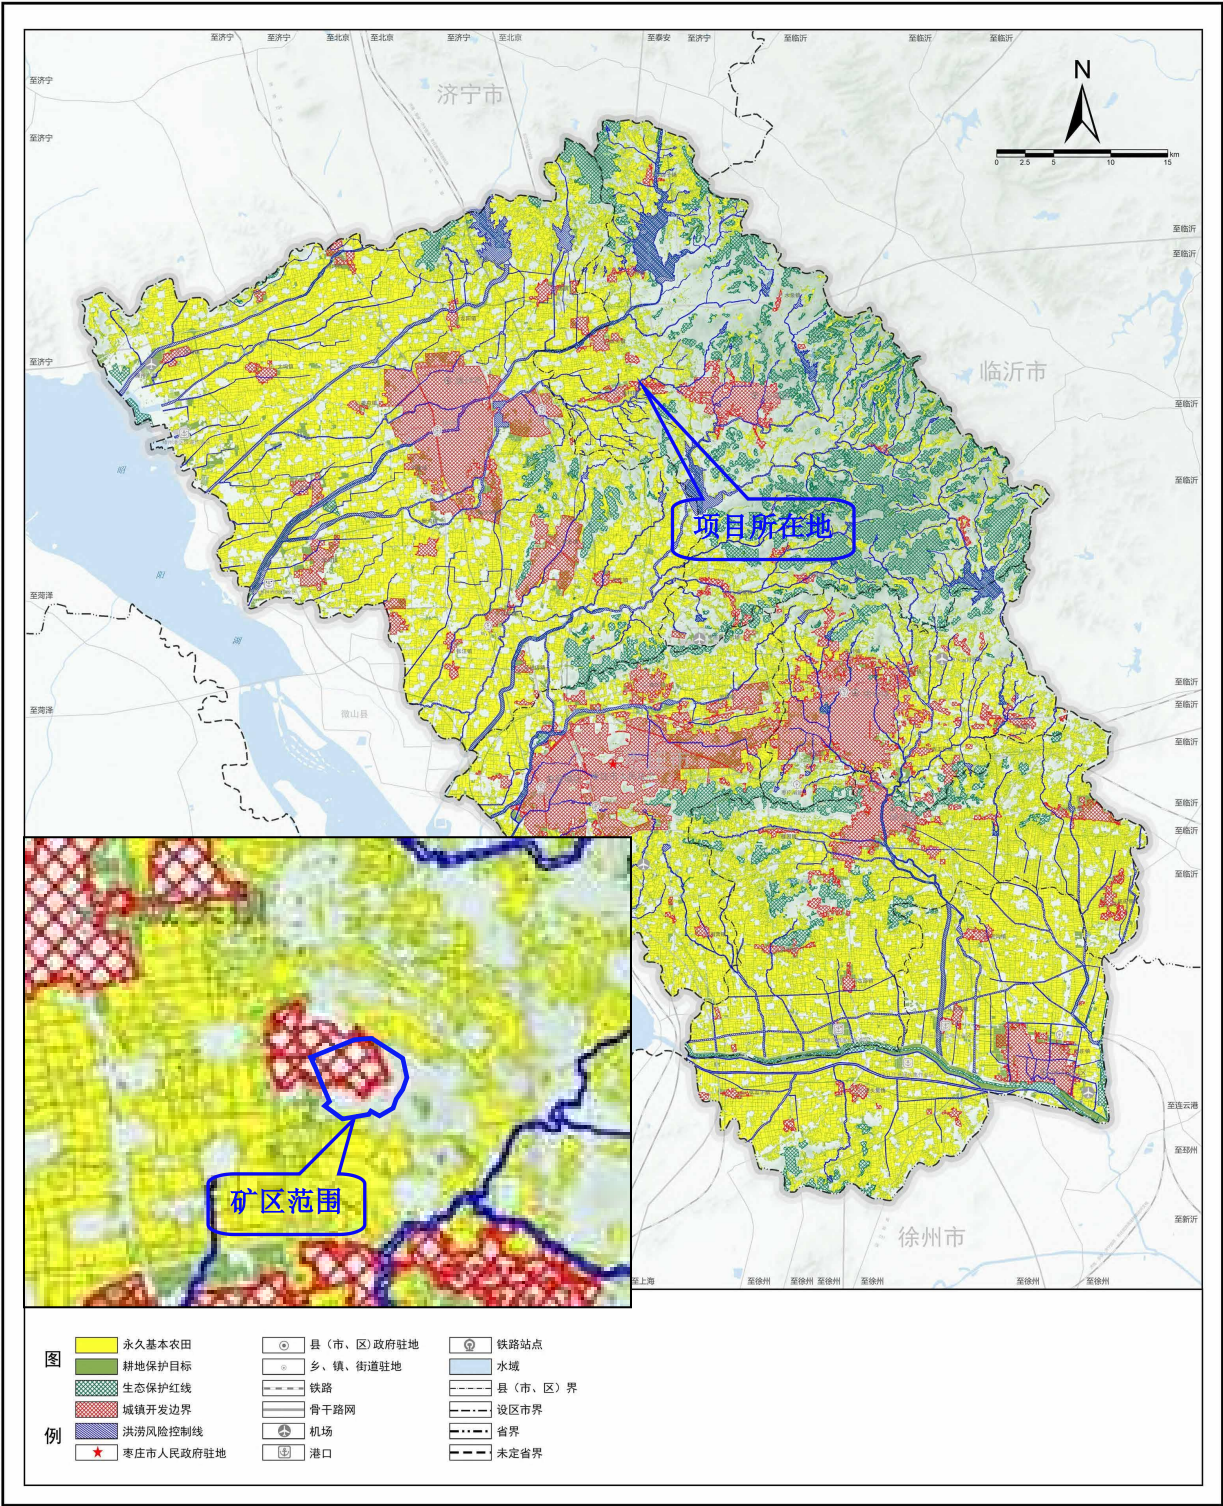 至济宁
至济宁
至北京
至北京
至济宁
至北京
至泰安
至济宁
至临沂
至临沂
至临沂
至济宁
济宁市
N
至济宁
0 2.5 5 10 15 km
至临沂
至临沂
至济宁
临沂市
至临沂
昭
至临沂
项目所在地
阳
至菏泽
湖
至临沂
至临沂
至菏泽
微山县
至临沂
至临沂
至临沂
至临沂
至连云港
至邳州
矿区范围
至新沂
徐州市
至上海
至徐州
至徐州
至徐州
至徐州
至徐州
至徐州
图例
永久基本农田
县（市、区）政府驻地
铁路站点
耕地保护目标
乡、镇、街道驻地
水域
生态保护红线
铁路
县（市、区）界
城镇开发边界
骨干路网
设区市界
洪涝风险控制线
机场
省界
枣庄市人民政府驻地
港口
未定省界